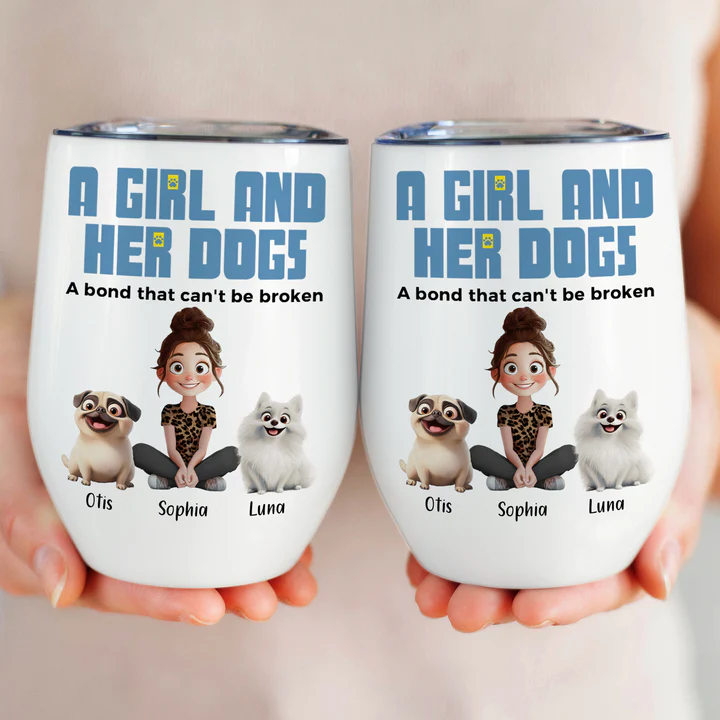 A GIRL AND
HER DOGS
A bond that can't be broken
Otis
Sophia
Luna
A GIRL AND
HER DOGS
A bond that can't be broken
Otis
Sophia
Luna